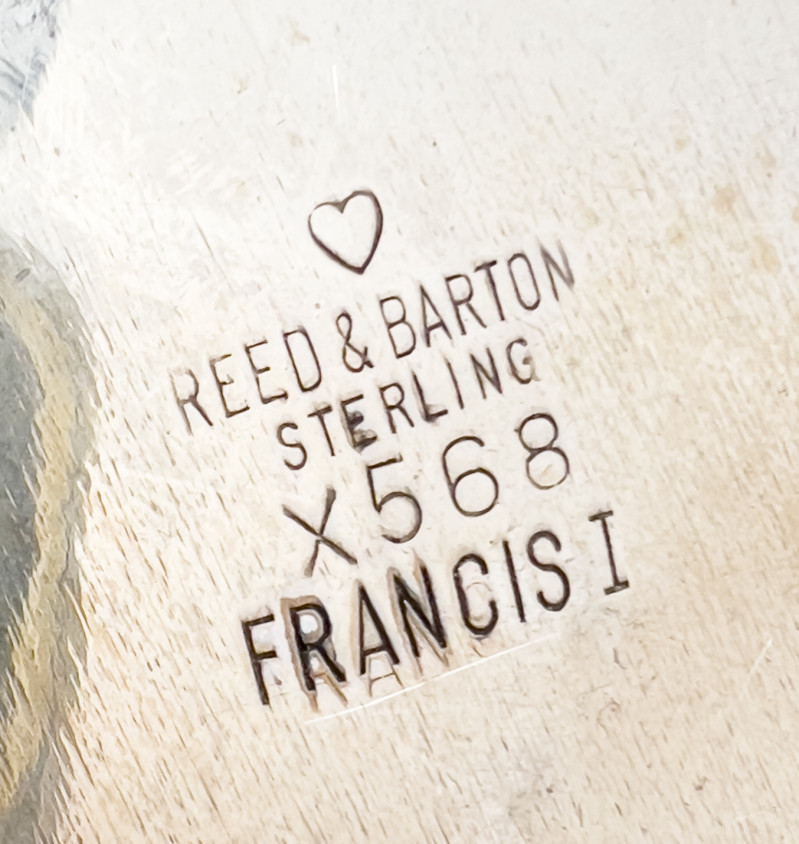 REED & BARTON
STERLING
X568
FRANCIS I